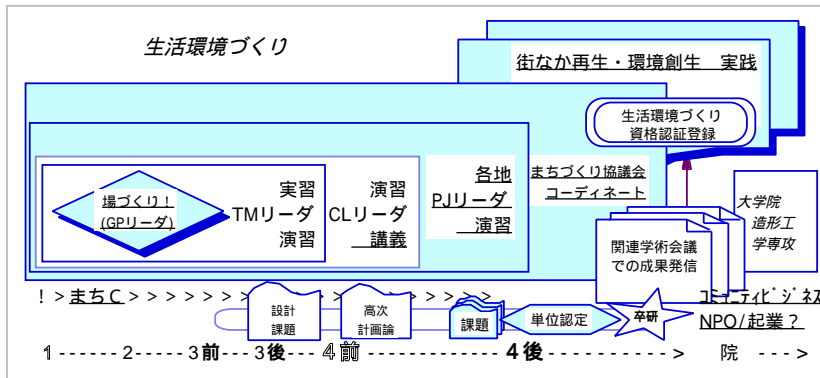 生活環境づくり
街なか再生・環境創生　実践
生活環境づくり
資格認証登録
場づくり！
(GPリーダ)
実習
TMリーダ
演習
演習
CLリーダ
講義
各地
PJリーダ
演習
まちづくり協議会
コーディネート
大学院
造形工
学専攻
関連学術会議
での成果発信
！＞まちC＞＞＞＞＞＞＞＞＞＞＞＞＞＞＞＞＞＞
設計
課題
高次
計画論
課題
単位認定
卒研
ｺﾐｭﾆﾃｨﾋﾞｼﾞﾈｽ
NPO/起業？
1 ------ 2----- 3前--- 3後--- 4前 ------------- 4後 ----------- > 院 --- >